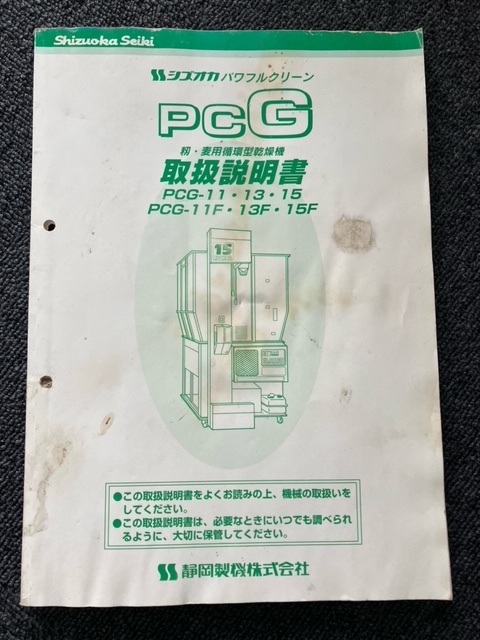 Shizuoka Seiki
シズオカ パワフルクリーン
PCG
籾・麦用循環型乾燥機
取扱説明書
PCG-11・13・15
PCG-11F・13F・15F
15
●この取扱説明書をよくお読みの上、機械の取扱いを
してください。
●この取扱説明書は、必要なときにいつでも調べられ
るように、大切に保管してください。
静岡製機株式会社